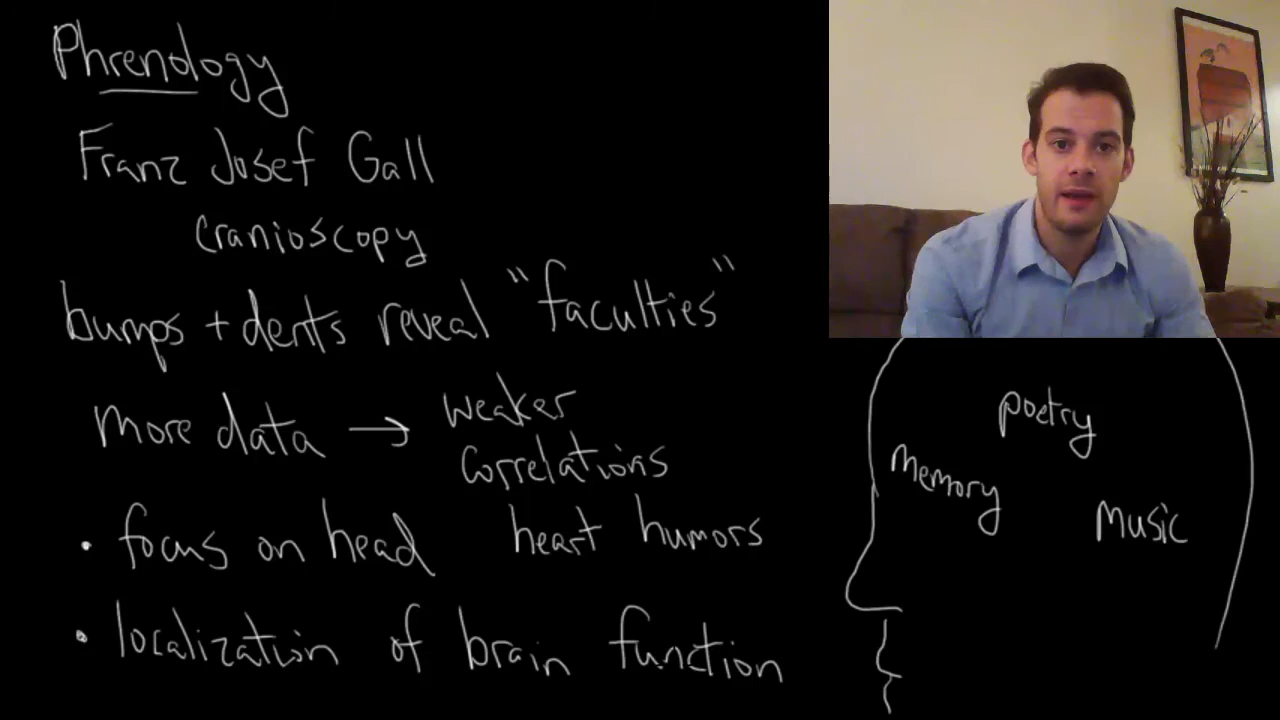 Phrenology
Franz Josef Gall
cranioscopy
bumps + dents reveal "faculties"
More data → weaker
correlations
• focus on head heart humors
• localization of brain function
poetry
Memory
Music